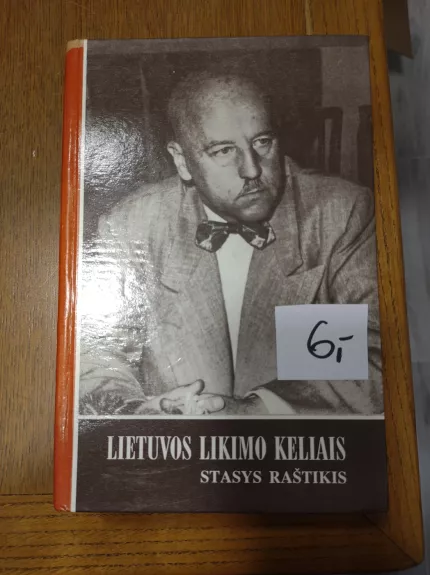 6,-
LIETUVOS LIKIMO KELIAIS
STASYS RAŠTIKIS